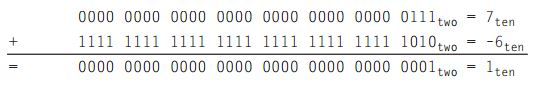 0000 0000 0000 0000 0000 0000 0000 0111two = 7ten
+ 1111 1111 1111 1111 1111 1111 1111 1010two = -6ten
= 0000 0000 0000 0000 0000 0000 0000 0001two = 1ten